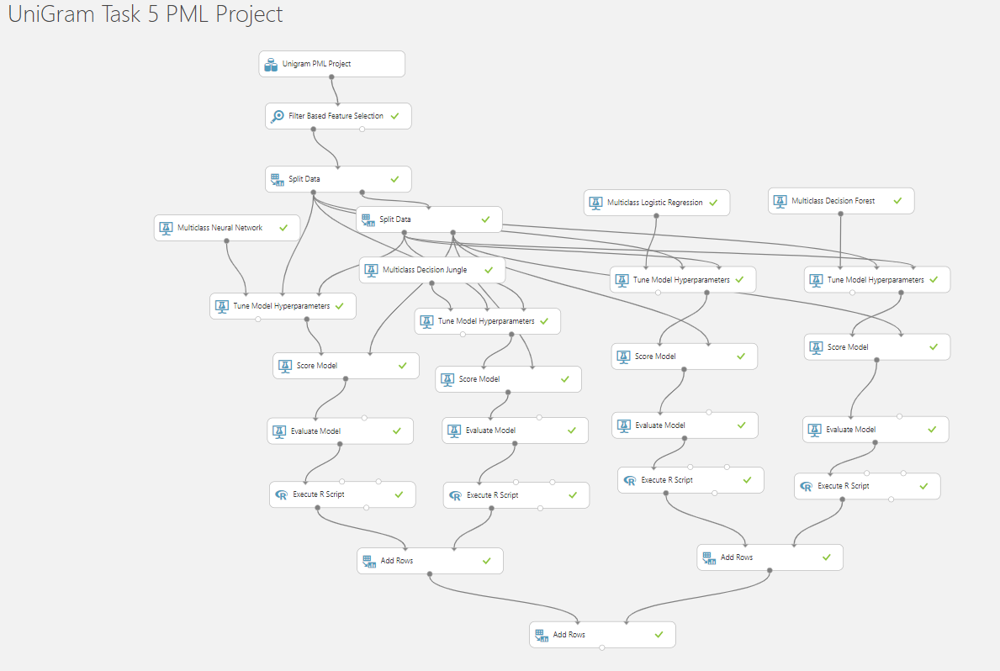 UniGram Task 5 PML Project
Unigram PML Project
Filter Based Feature Selection
Split Data
Split Data
Multiclass Logistic Regression
Multiclass Decision Forest
Multiclass Neural Network
Multiclass Decision Jungle
Tune Model Hyperparameters
Tune Model Hyperparameters
Tune Model Hyperparameters
Tune Model Hyperparameters
Score Model
Score Model
Score Model
Score Model
Evaluate Model
Evaluate Model
Evaluate Model
Evaluate Model
Execute R Script
Execute R Script
Execute R Script
Execute R Script
Add Rows
Add Rows
Add Rows